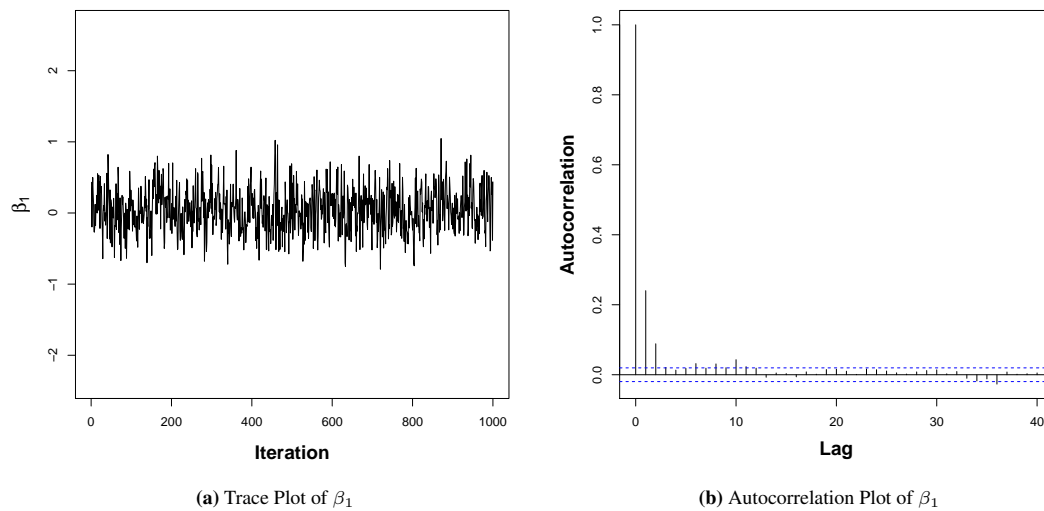 2
1
0
−1
−2
β1
0 200 400 600 800 1000
Iteration
(a) Trace Plot of β1
1.0
0.8
0.6
0.4
0.2
0.0
Autocorrelation
0 10 20 30 40
Lag
(b) Autocorrelation Plot of β1